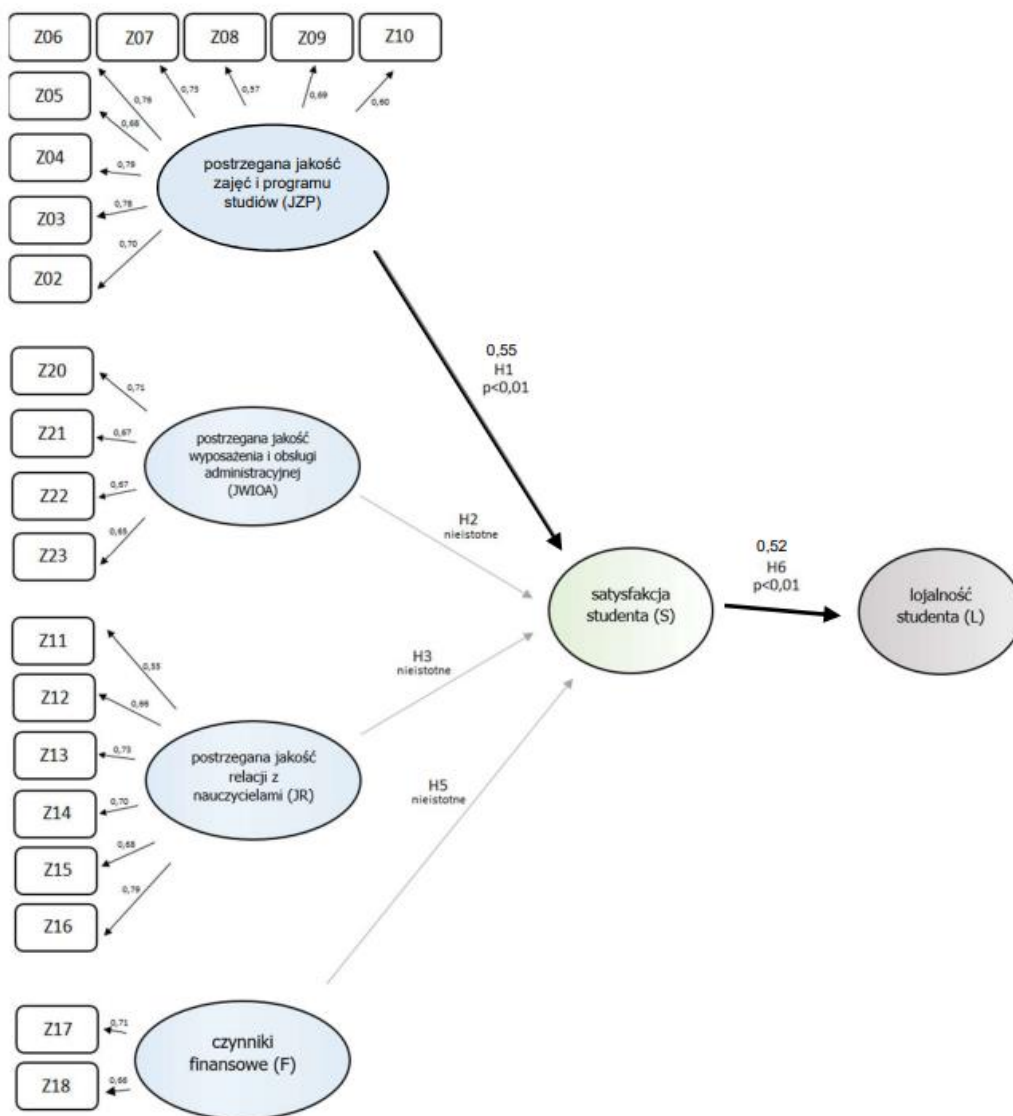 Z06
Z07
Z08
Z09
Z10
Z05
Z04
Z03
Z02
0,76
0,75
0,57
0,69
0,60
0,68
0,79
0,78
0,70
postrzegana jakość
zajęć i programu
studiów (JZP)
0,55
H1
p<0,01
Z20
Z21
Z22
Z23
0,71
0,67
0,67
0,65
postrzegana jakość
wyposażenia i obsługi
administracyjnej
(JWIOA)
H2
nieistotne
satysfakcja
studenta (S)
0,52
H6
p<0,01
lojalność
studenta (L)
Z11
Z12
Z13
Z14
Z15
Z16
0,55
0,66
0,73
0,70
0,68
0,79
postrzegana jakość
relacji z
nauczycielami (JR)
H3
nieistotne
H5
nieistotne
Z17
Z18
0,71
0,66
czynniki
finansowe (F)